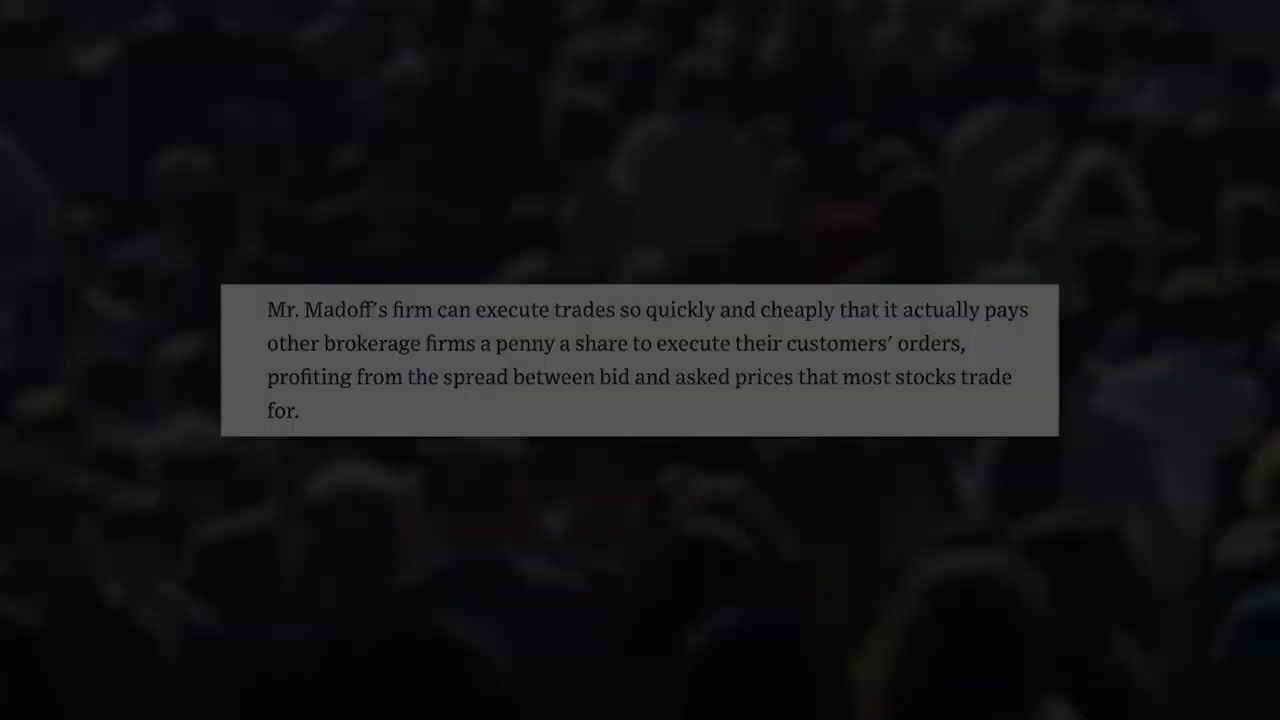 Mr. Madoff's firm can execute trades so quickly and cheaply that it actually pays
other brokerage firms a penny a share to execute their customers' orders,
profiting from the spread between bid and asked prices that most stocks trade
for.